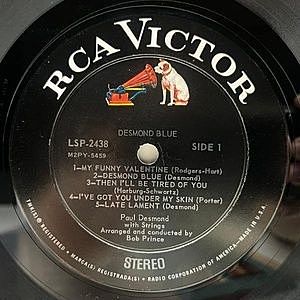 RCA VICTOR
DESMOND BLUE
LSP-2438
M2PY-5459
SIDE 1
1—MY FUNNY VALENTINE (Rodgers-Hart)
2—DESMOND BLUE (Desmond)
3—THEN I'LL BE TIRED OF YOU
(Harburg-Schwartz)
4—I'VE GOT YOU UNDER MY SKIN (Porter)
5—LATE LAMENT (Desmond)
Paul Desmond
with Strings
Arranged and conducted by
Bob Prince
STEREO
TMK(S) ® REGISTERED • MARCA(S) REGISTRADA(S) • RADIO CORPORATION OF AMERICA—MADE IN U.S.A.